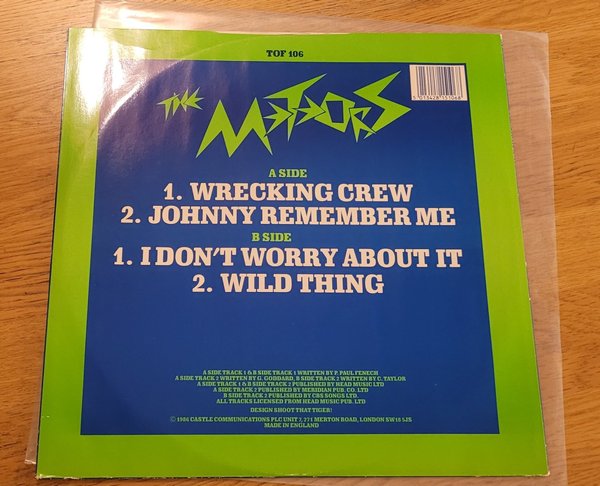 TOF 106
THE METEORS
5 013428 151068
A SIDE
1. WRECKING CREW
2. JOHNNY REMEMBER ME
B SIDE
1. I DON'T WORRY ABOUT IT
2. WILD THING
A SIDE TRACK 1 & B SIDE TRACK 1 WRITTEN BY P. PAUL FENECH
A SIDE TRACK 2 WRITTEN BY G. GODDARD, B SIDE TRACK 2 WRITTEN BY C. TAYLOR
A SIDE TRACK 1 & B SIDE TRACK 2 PUBLISHED BY HEAD MUSIC LTD
A SIDE TRACK 2 PUBLISHED BY MERIDIAN PUB. CO. LTD
B SIDE TRACK 2 PUBLISHED BY CBS SONGS LTD.
ALL TRACKS LICENSED FROM HEAD MUSIC PUB. LTD
DESIGN SHOOT THAT TIGER!
© 1986 CASTLE COMMUNICATIONS PLC UNIT 7, 271 MERTON ROAD, LONDON SW18 5JS
MADE IN ENGLAND